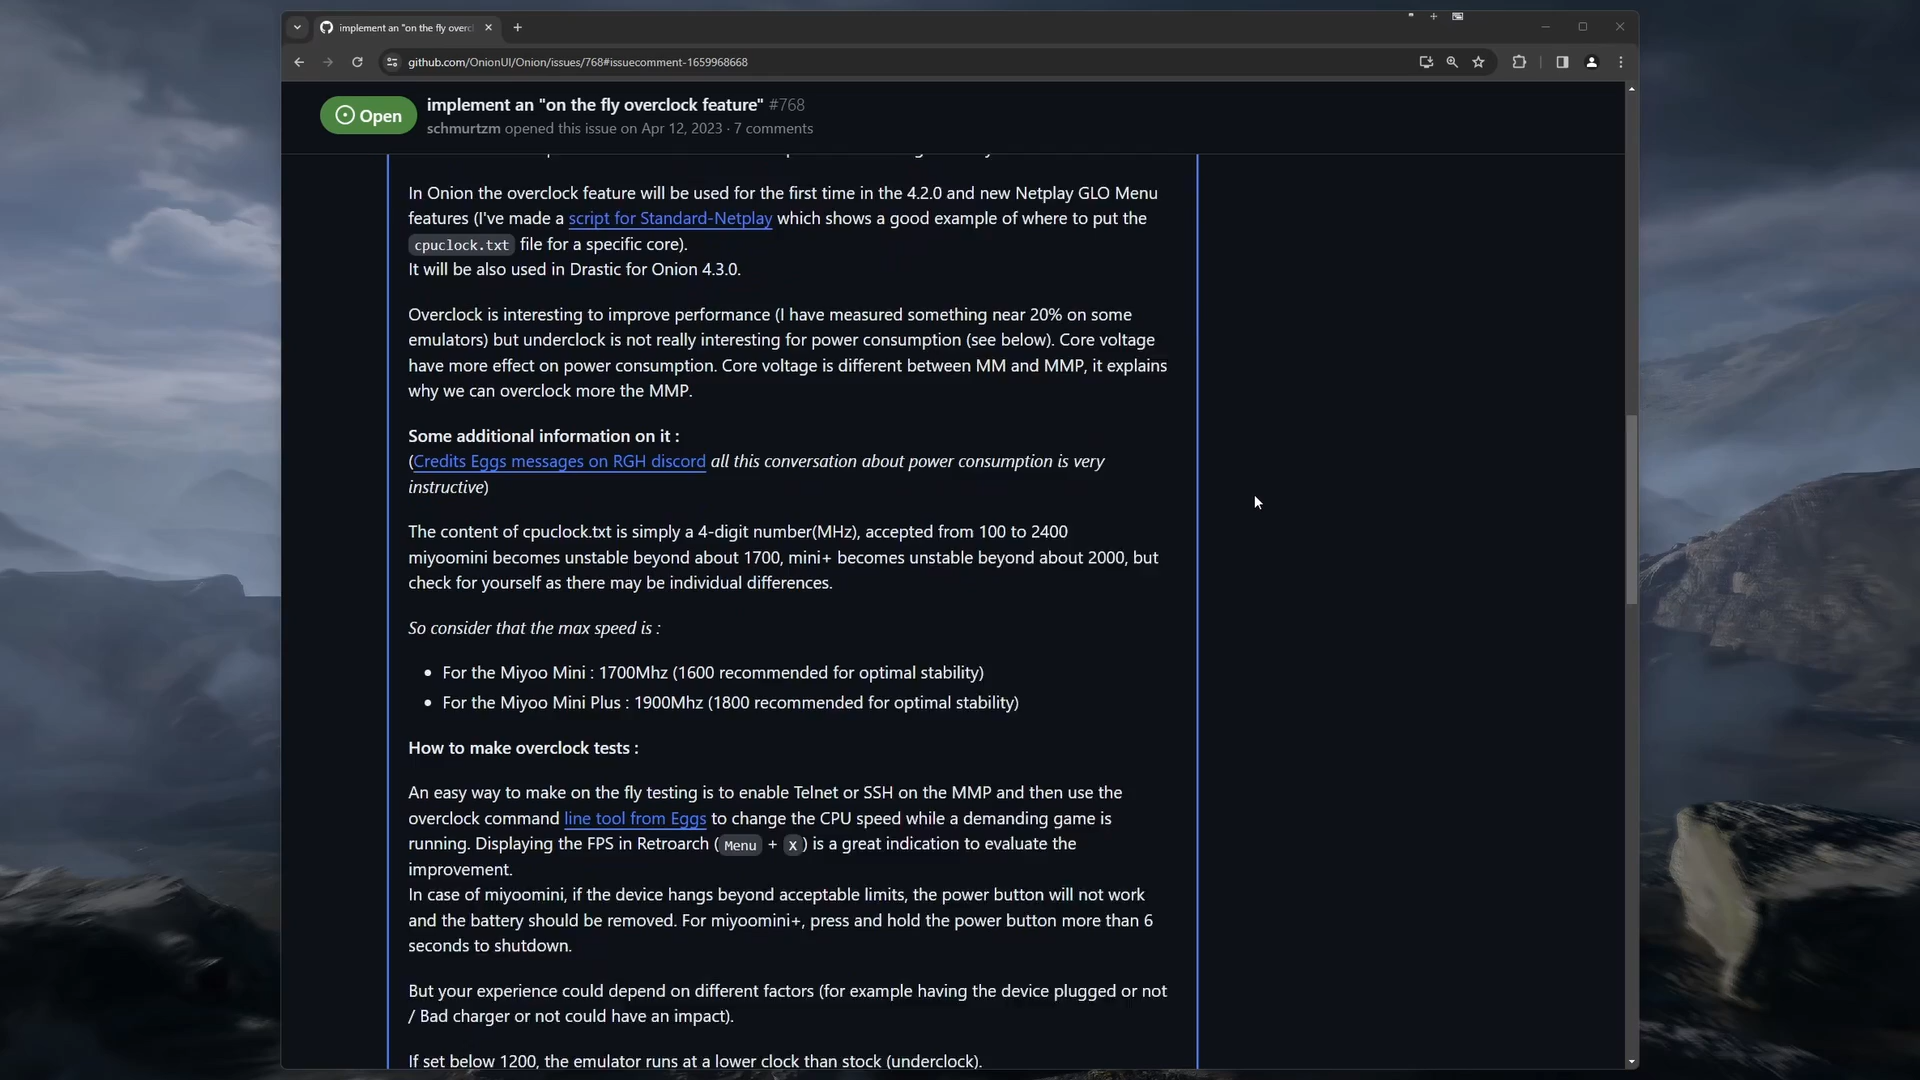 implement an "on the fly overc
github.com/OnionUI/Onion/issues/768#issuecomment-1659968668
Open
implement an "on the fly overclock feature" #768
schmurtzm opened this issue on Apr 12, 2023 · 7 comments
In Onion the overclock feature will be used for the first time in the 4.2.0 and new Netplay GLO Menu
features (I've made a script for Standard-Netplay which shows a good example of where to put the
cpuclock.txt file for a specific core).
It will be also used in Drastic for Onion 4.3.0.
Overclock is interesting to improve performance (I have measured something near 20% on some
emulators) but underclock is not really interesting for power consumption (see below). Core voltage
have more effect on power consumption. Core voltage is different between MM and MMP, it explains
why we can overclock more the MMP.
Some additional information on it :
(Credits Eggs messages on RGH discord all this conversation about power consumption is very
instructive)
The content of cpuclock.txt is simply a 4-digit number(MHz), accepted from 100 to 2400
miyoomini becomes unstable beyond about 1700, mini+ becomes unstable beyond about 2000, but
check for yourself as there may be individual differences.
So consider that the max speed is :
• For the Miyoo Mini : 1700Mhz (1600 recommended for optimal stability)
• For the Miyoo Mini Plus : 1900Mhz (1800 recommended for optimal stability)
How to make overclock tests :
An easy way to make on the fly testing is to enable Telnet or SSH on the MMP and then use the
overclock command line tool from Eggs to change the CPU speed while a demanding game is
running. Displaying the FPS in Retroarch ( Menu + X ) is a great indication to evaluate the
improvement.
In case of miyoomini, if the device hangs beyond acceptable limits, the power button will not work
and the battery should be removed. For miyoomini+, press and hold the power button more than 6
seconds to shutdown.
But your experience could depend on different factors (for example having the device plugged or not
/ Bad charger or not could have an impact).
If set below 1200, the emulator runs at a lower clock than stock (underclock).